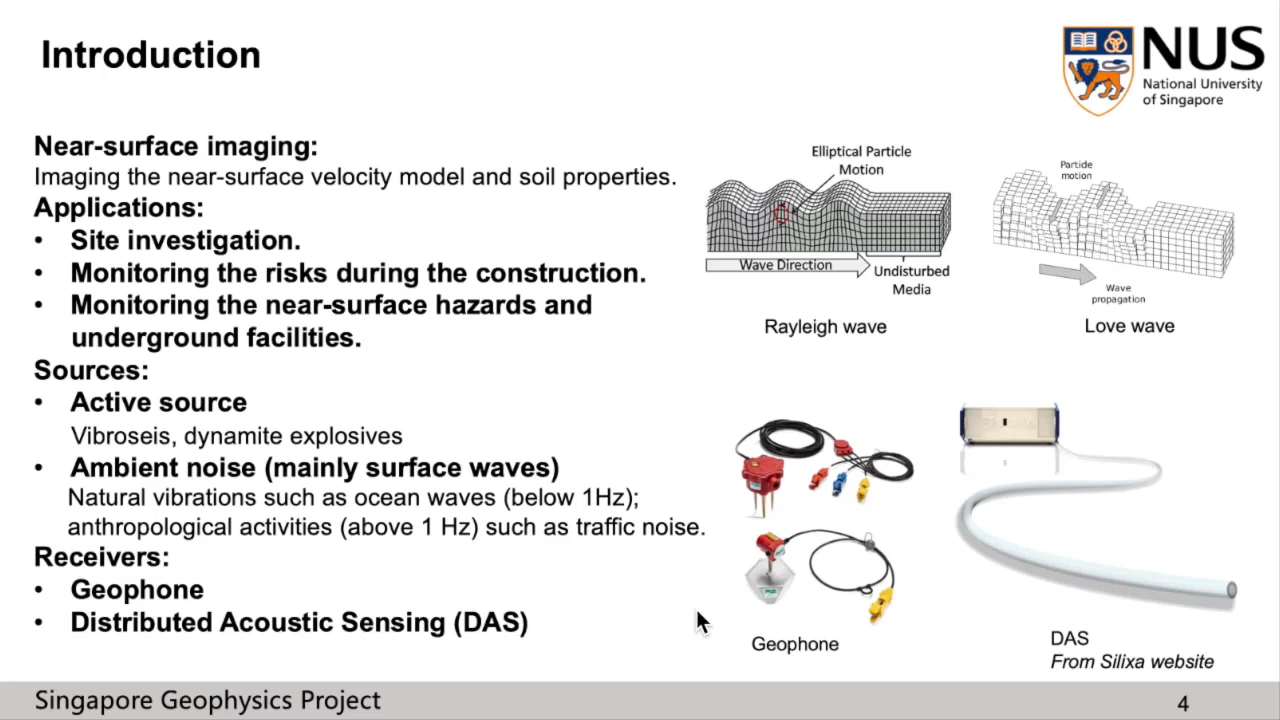 Introduction
NUS
National University
of Singapore
Near-surface imaging:
Imaging the near-surface velocity model and soil properties.
Applications:
• Site investigation.
• Monitoring the risks during the construction.
• Monitoring the near-surface hazards and
underground facilities.
Sources:
• Active source
Vibroseis, dynamite explosives
• Ambient noise (mainly surface waves)
Natural vibrations such as ocean waves (below 1Hz);
anthropological activities (above 1 Hz) such as traffic noise.
Receivers:
• Geophone
• Distributed Acoustic Sensing (DAS)
Elliptical Particle
Motion
Wave Direction
Undisturbed
Media
Rayleigh wave
Particle
motion
Wave
propagation
Love wave
Geophone
DAS
From Silixa website
Singapore Geophysics Project
4